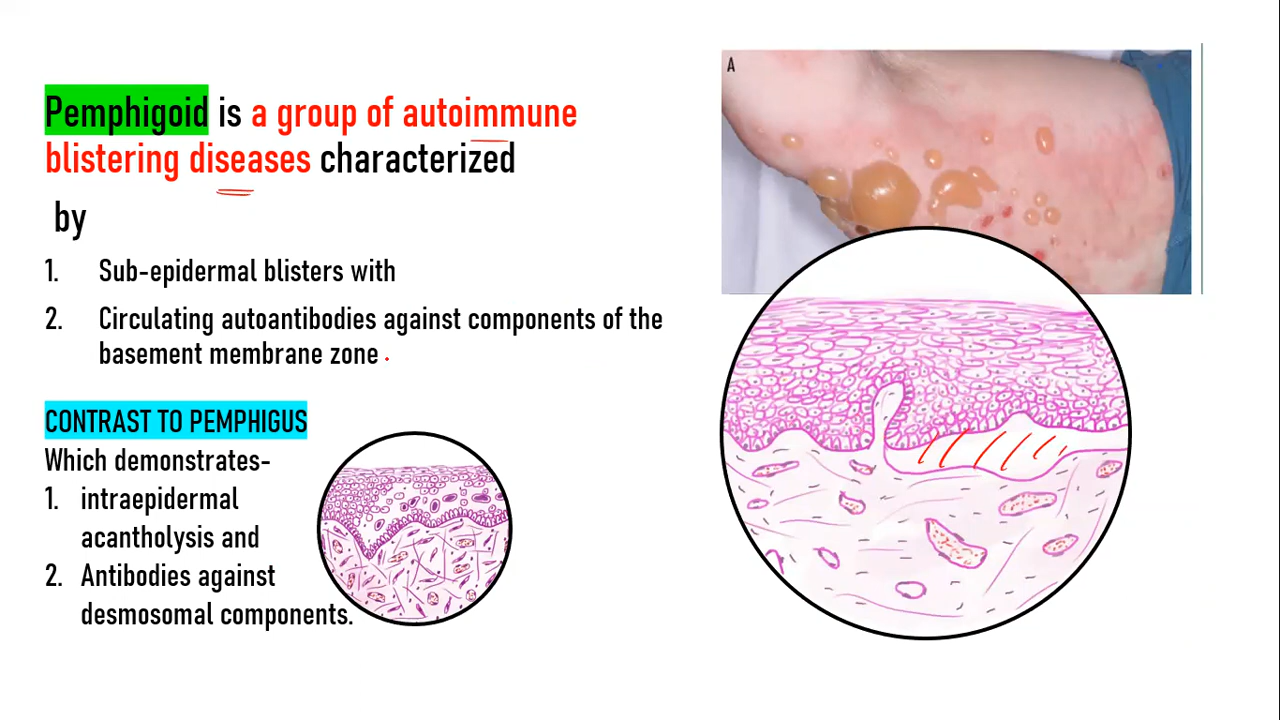 Pemphigoid is a group of autoimmune
blistering diseases characterized
by
1. Sub-epidermal blisters with
2. Circulating autoantibodies against components of the
basement membrane zone
CONTRAST TO PEMPHIGUS
Which demonstrates-
1. intraepidermal
acantholysis and
2. Antibodies against
desmosomal components.
A